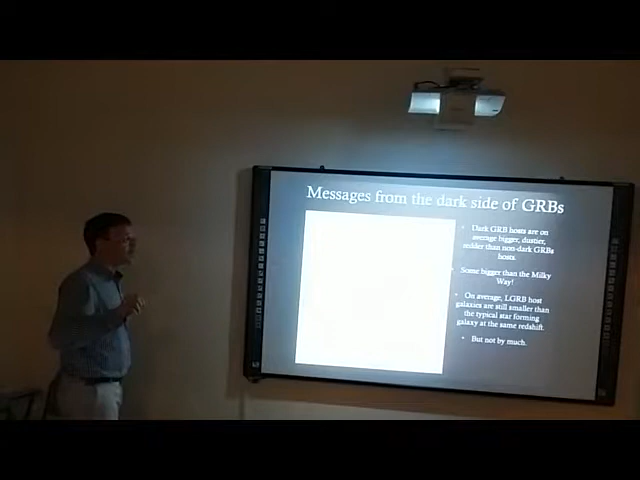 Messages from the dark side of GRBs
• Dark GRB hosts are on
average bigger, dustier,
redder than non-dark GRBs
hosts.
• Some bigger than the Milky
Way!
• On average, LGRB host
galaxies are still smaller than
the typical star forming
galaxy at the same redshift.
• But not by much.